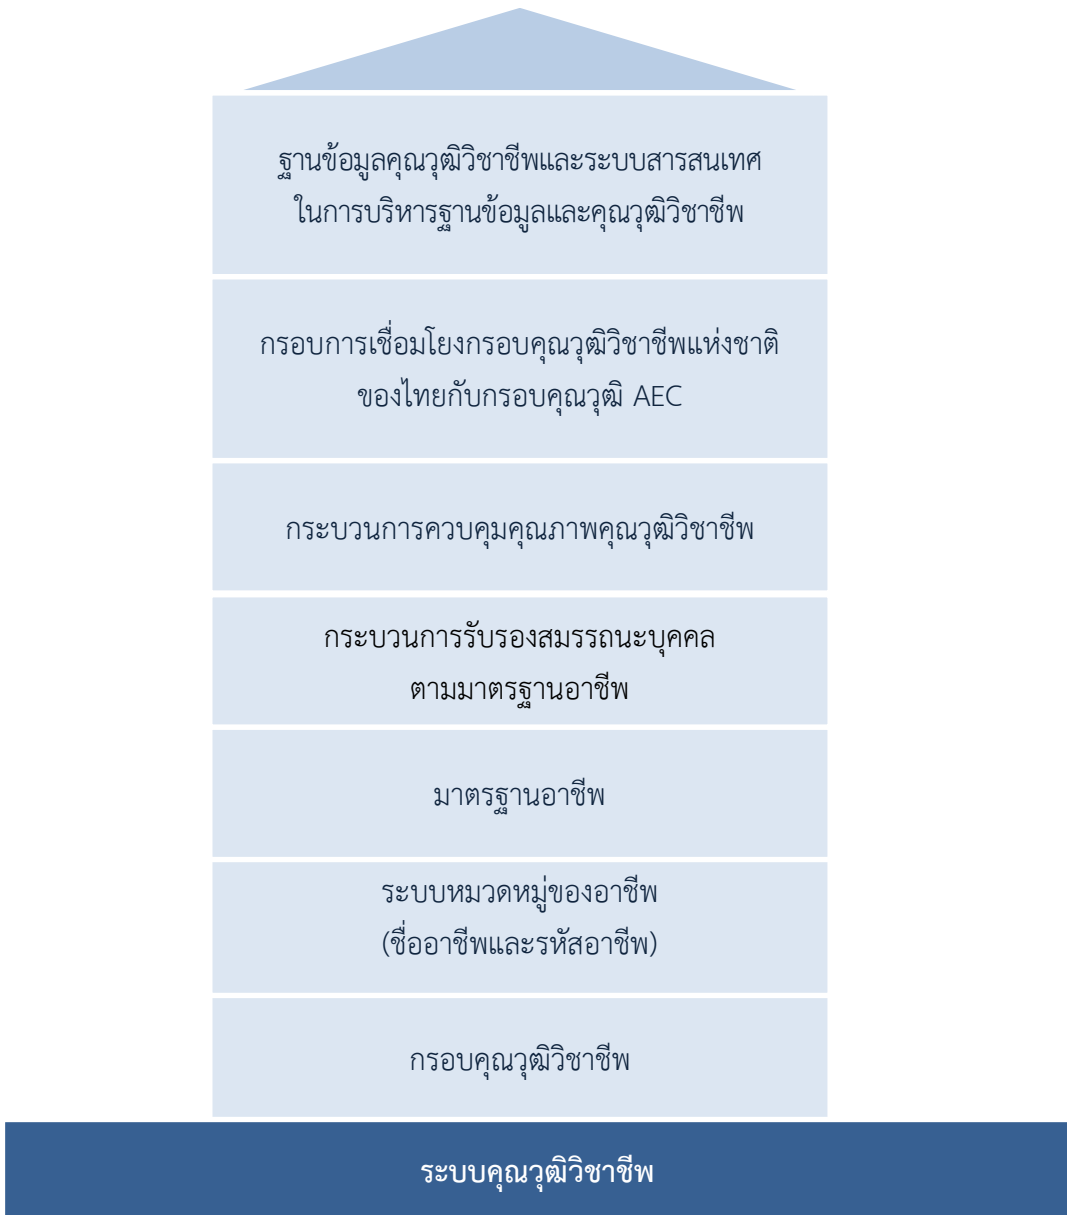 ฐานข้อมูลคุณวุฒิวิชาชีพและระบบสารสนเทศ
ในการบริหารฐานข้อมูลและคุณวุฒิวิชาชีพ
กรอบการเชื่อมโยงกรอบคุณวุฒิวิชาชีพแห่งชาติ
ของไทยกับกรอบคุณวุฒิ AEC
กระบวนการควบคุมคุณภาพคุณวุฒิวิชาชีพ
กระบวนการรับรองสมรรถนะบุคคล
ตามมาตรฐานอาชีพ
มาตรฐานอาชีพ
ระบบหมวดหมู่ของอาชีพ
(ชื่ออาชีพและรหัสอาชีพ)
กรอบคุณวุฒิวิชาชีพ
ระบบคุณวุฒิวิชาชีพ